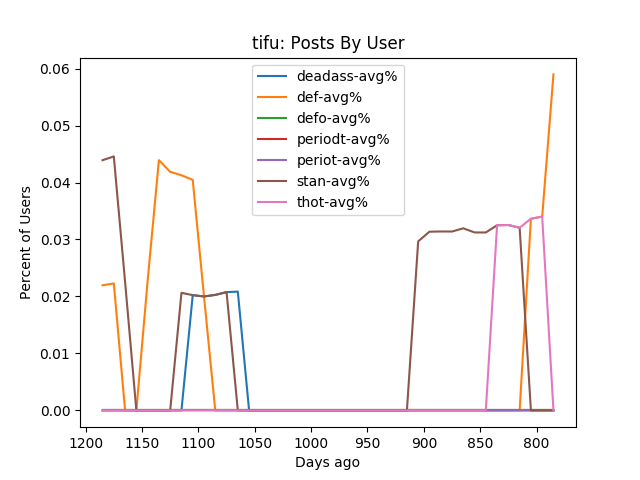 tifu: Posts By User
deadass-avg%
def-avg%
defo-avg%
periodt-avg%
periot-avg%
stan-avg%
thot-avg%
Percent of Users
0.06
0.05
0.04
0.03
0.02
0.01
0.00
1200 1150 1100 1050 1000 950 900 850 800
Days ago